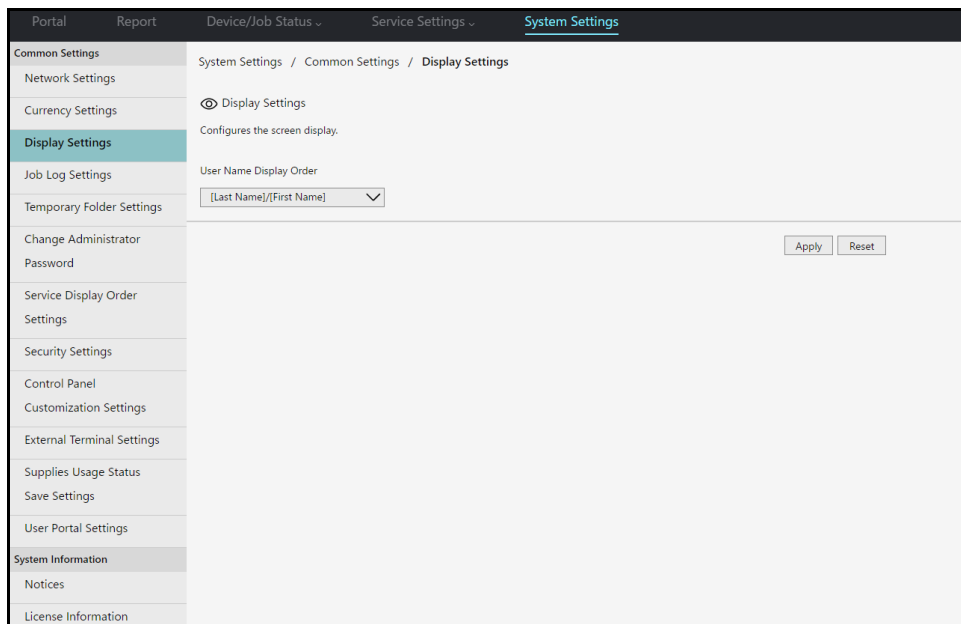 Portal Report Device/Job Status Service Settings System Settings
Common Settings
Network Settings
Currency Settings
Display Settings
Job Log Settings
Temporary Folder Settings
Change Administrator
Password
Service Display Order
Settings
Security Settings
Control Panel
Customization Settings
External Terminal Settings
Supplies Usage Status
Save Settings
User Portal Settings
System Information
Notices
License Information
System Settings / Common Settings / Display Settings
Display Settings
Configures the screen display.
User Name Display Order
[Last Name]/[First Name]
Apply Reset